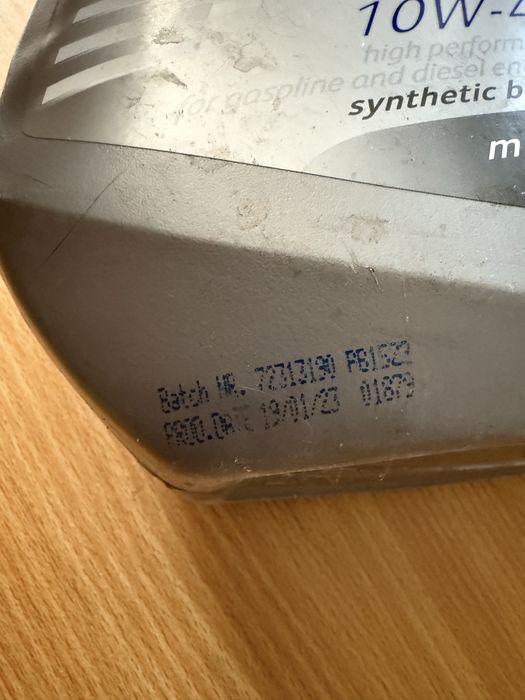 10W-4
high perform
for gasoline and diesel en
synthetic b
m
Batch NR. 72313190 PB1522
PROD.DATE 19/01/23 01879